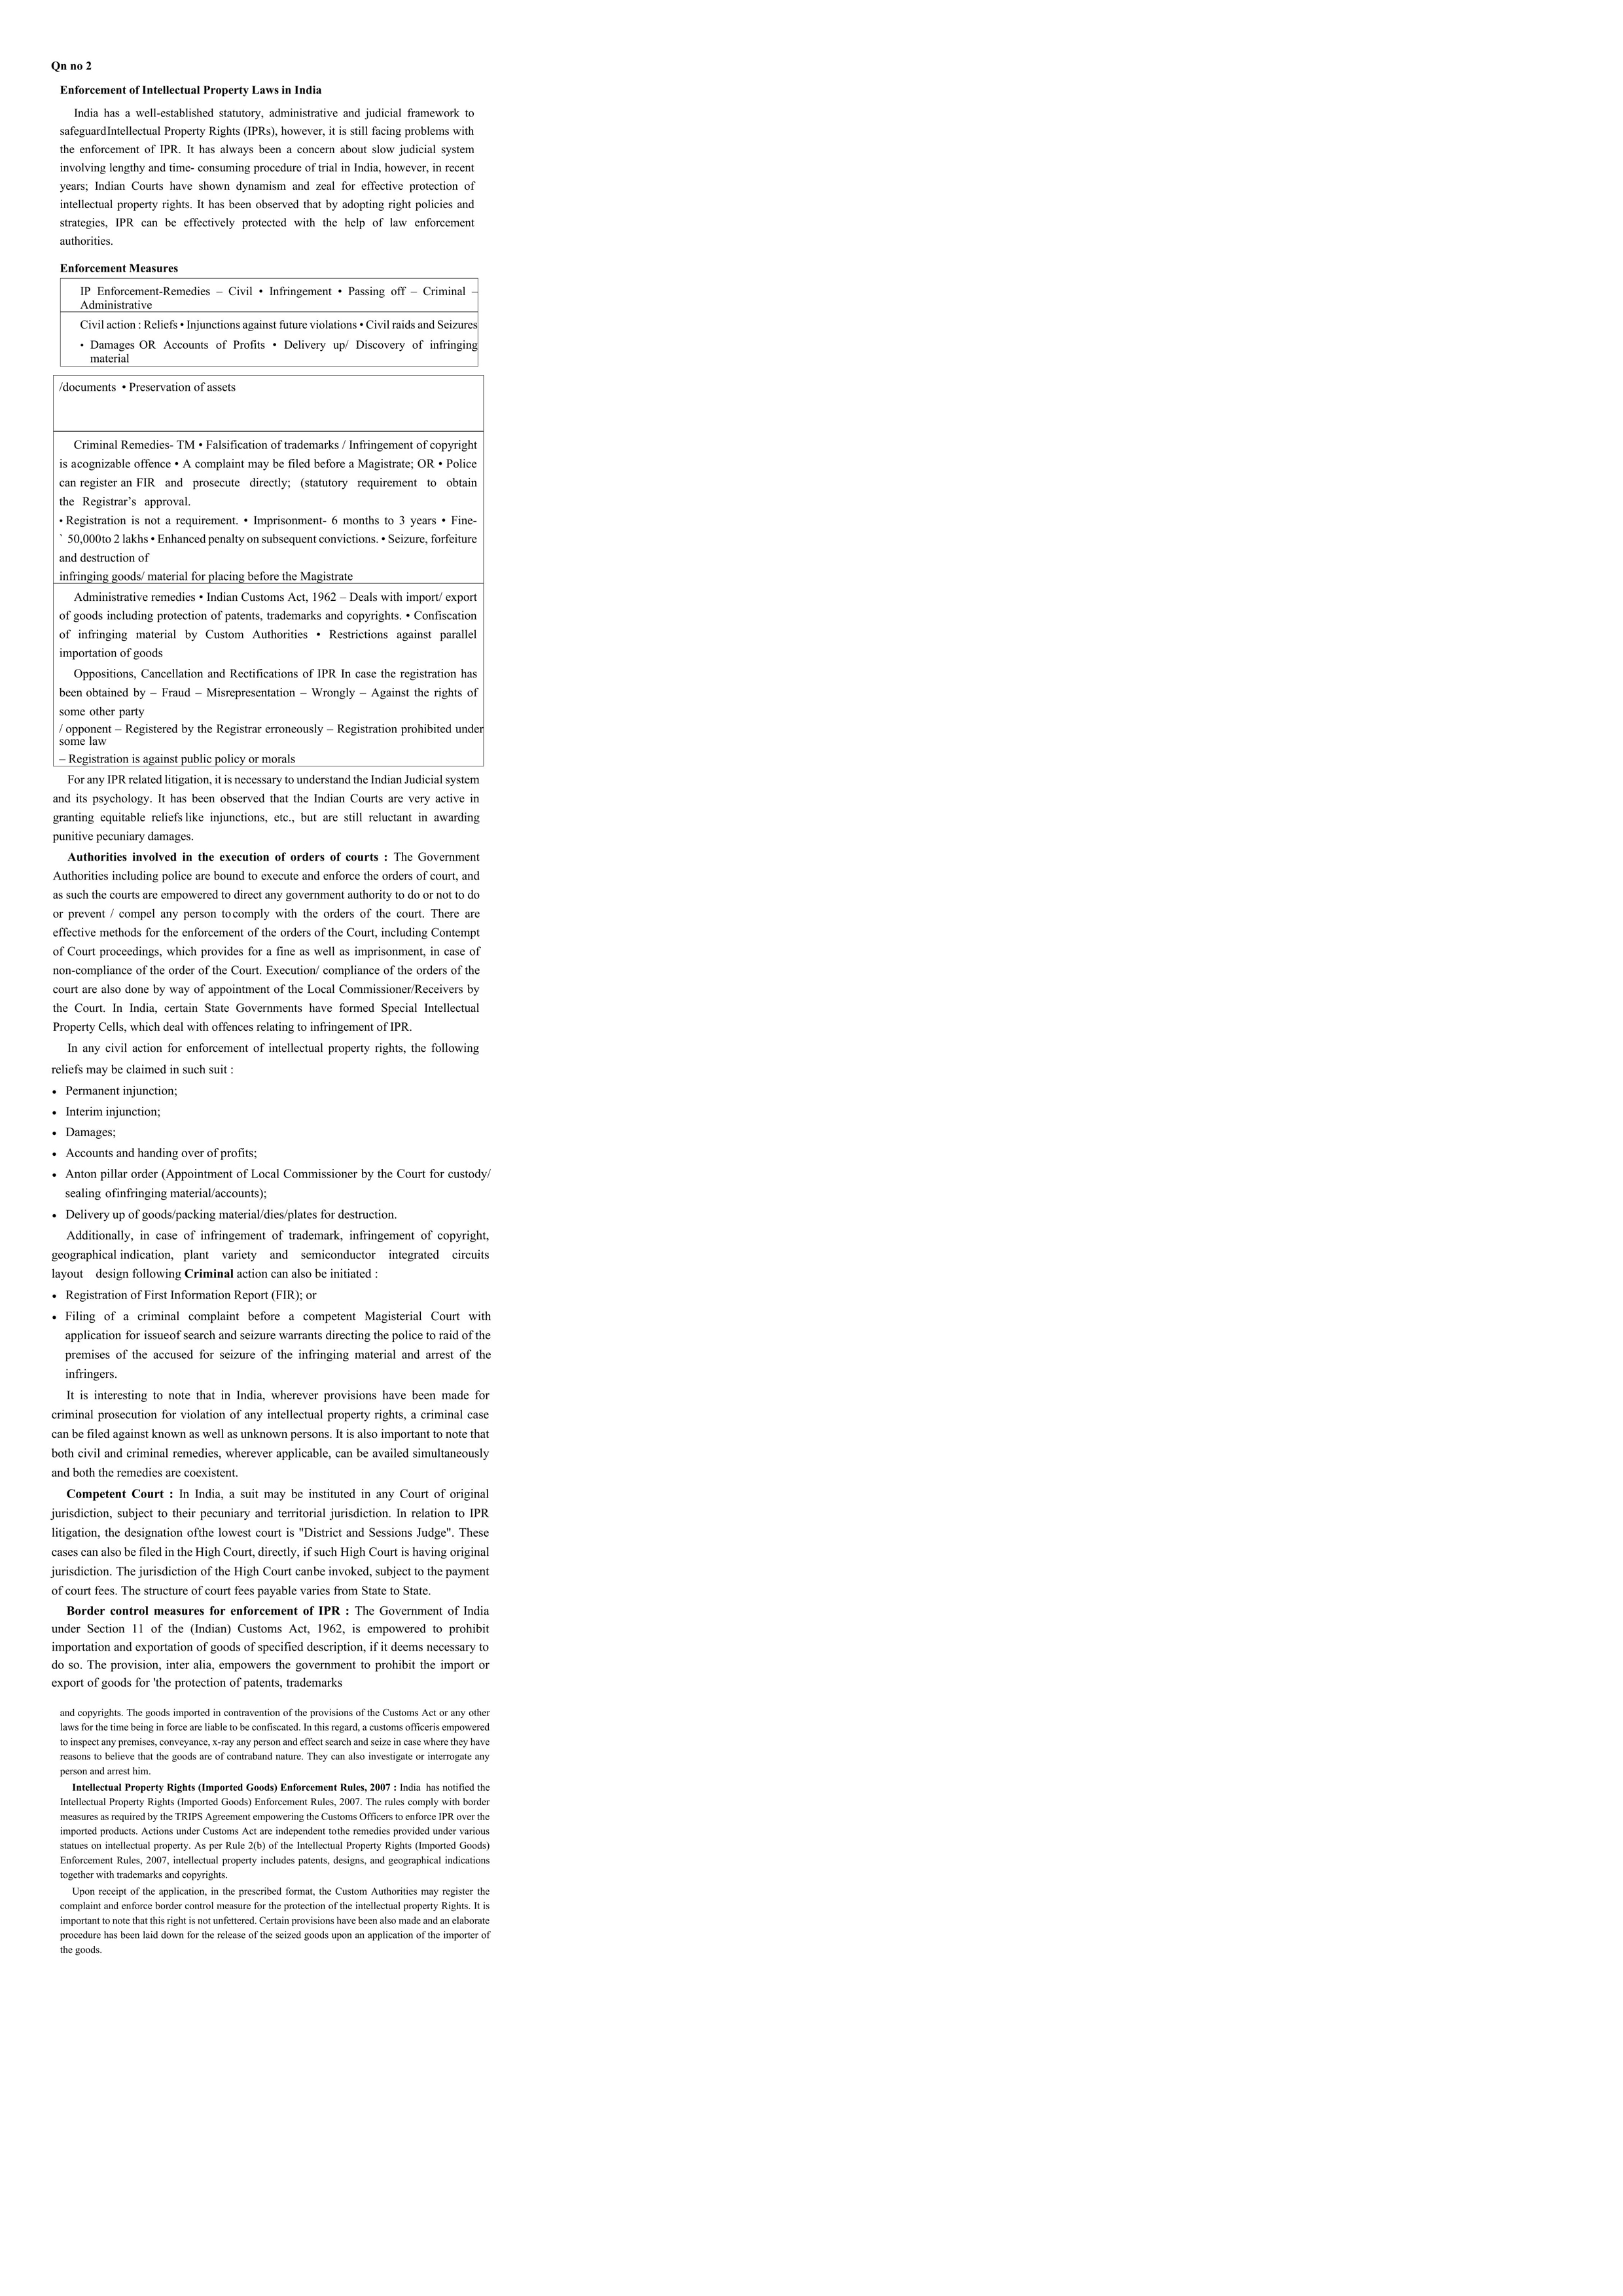 Qn no 2
Enforcement of Intellectual Property Laws in India
India has a well-established statutory, administrative and judicial framework to
safeguardIntellectual Property Rights (IPRs), however, it is still facing problems with
the enforcement of IPR. It has always been a concern about slow judicial system
involving lengthy and time- consuming procedure of trial in India, however, in recent
years; Indian Courts have shown dynamism and zeal for effective protection of
intellectual property rights. It has been observed that by adopting right policies and
strategies, IPR can be effectively protected with the help of law enforcement
authorities.
Enforcement Measures
IP Enforcement-Remedies – Civil • Infringement • Passing off – Criminal –
Administrative
Civil action : Reliefs • Injunctions against future violations • Civil raids and Seizures
• Damages OR Accounts of Profits • Delivery up/ Discovery of infringing
material
/documents • Preservation of assets
Criminal Remedies- TM • Falsification of trademarks / Infringement of copyright
is acognizable offence • A complaint may be filed before a Magistrate; OR • Police
can register an FIR and prosecute directly; (statutory requirement to obtain
the Registrar’s approval.
• Registration is not a requirement. • Imprisonment- 6 months to 3 years • Fine-
` 50,000to 2 lakhs • Enhanced penalty on subsequent convictions. • Seizure, forfeiture
and destruction of
infringing goods/ material for placing before the Magistrate
Administrative remedies • Indian Customs Act, 1962 – Deals with import/ export
of goods including protection of patents, trademarks and copyrights. • Confiscation
of infringing material by Custom Authorities • Restrictions against parallel
importation of goods
Oppositions, Cancellation and Rectifications of IPR In case the registration has
been obtained by – Fraud – Misrepresentation – Wrongly – Against the rights of
some other party
/ opponent – Registered by the Registrar erroneously – Registration prohibited under
some law
– Registration is against public policy or morals
For any IPR related litigation, it is necessary to understand the Indian Judicial system
and its psychology. It has been observed that the Indian Courts are very active in
granting equitable reliefs like injunctions, etc., but are still reluctant in awarding
punitive pecuniary damages.
Authorities involved in the execution of orders of courts : The Government
Authorities including police are bound to execute and enforce the orders of court, and
as such the courts are empowered to direct any government authority to do or not to do
or prevent / compel any person to comply with the orders of the court. There are
effective methods for the enforcement of the orders of the Court, including Contempt
of Court proceedings, which provides for a fine as well as imprisonment, in case of
non-compliance of the order of the Court. Execution/ compliance of the orders of the
court are also done by way of appointment of the Local Commissioner/Receivers by
the Court. In India, certain State Governments have formed Special Intellectual
Property Cells, which deal with offences relating to infringement of IPR.
In any civil action for enforcement of intellectual property rights, the following
reliefs may be claimed in such suit :
• Permanent injunction;
• Interim injunction;
• Damages;
• Accounts and handing over of profits;
• Anton pillar order (Appointment of Local Commissioner by the Court for custody/
sealing ofinfringing material/accounts);
• Delivery up of goods/packing material/dies/plates for destruction.
Additionally, in case of infringement of trademark, infringement of copyright,
geographical indication, plant variety and semiconductor integrated circuits
layout design following Criminal action can also be initiated :
• Registration of First Information Report (FIR); or
• Filing of a criminal complaint before a competent Magisterial Court with
application for issueof search and seizure warrants directing the police to raid of the
premises of the accused for seizure of the infringing material and arrest of the
infringers.
It is interesting to note that in India, wherever provisions have been made for
criminal prosecution for violation of any intellectual property rights, a criminal case
can be filed against known as well as unknown persons. It is also important to note that
both civil and criminal remedies, wherever applicable, can be availed simultaneously
and both the remedies are coexistent.
Competent Court : In India, a suit may be instituted in any Court of original
jurisdiction, subject to their pecuniary and territorial jurisdiction. In relation to IPR
litigation, the designation ofthe lowest court is "District and Sessions Judge". These
cases can also be filed in the High Court, directly, if such High Court is having original
jurisdiction. The jurisdiction of the High Court canbe invoked, subject to the payment
of court fees. The structure of court fees payable varies from State to State.
Border control measures for enforcement of IPR : The Government of India
under Section 11 of the (Indian) Customs Act, 1962, is empowered to prohibit
importation and exportation of goods of specified description, if it deems necessary to
do so. The provision, inter alia, empowers the government to prohibit the import or
export of goods for 'the protection of patents, trademarks
and copyrights. The goods imported in contravention of the provisions of the Customs Act or any other
laws for the time being in force are liable to be confiscated. In this regard, a customs officeris empowered
to inspect any premises, conveyance, x-ray any person and effect search and seize in case where they have
reasons to believe that the goods are of contraband nature. They can also investigate or interrogate any
person and arrest him.
Intellectual Property Rights (Imported Goods) Enforcement Rules, 2007 : India has notified the
Intellectual Property Rights (Imported Goods) Enforcement Rules, 2007. The rules comply with border
measures as required by the TRIPS Agreement empowering the Customs Officers to enforce IPR over the
imported products. Actions under Customs Act are independent tothe remedies provided under various
statues on intellectual property. As per Rule 2(b) of the Intellectual Property Rights (Imported Goods)
Enforcement Rules, 2007, intellectual property includes patents, designs, and geographical indications
together with trademarks and copyrights.
Upon receipt of the application, in the prescribed format, the Custom Authorities may register the
complaint and enforce border control measure for the protection of the intellectual property Rights. It is
important to note that this right is not unfettered. Certain provisions have been also made and an elaborate
procedure has been laid down for the release of the seized goods upon an application of the importer of
the goods.